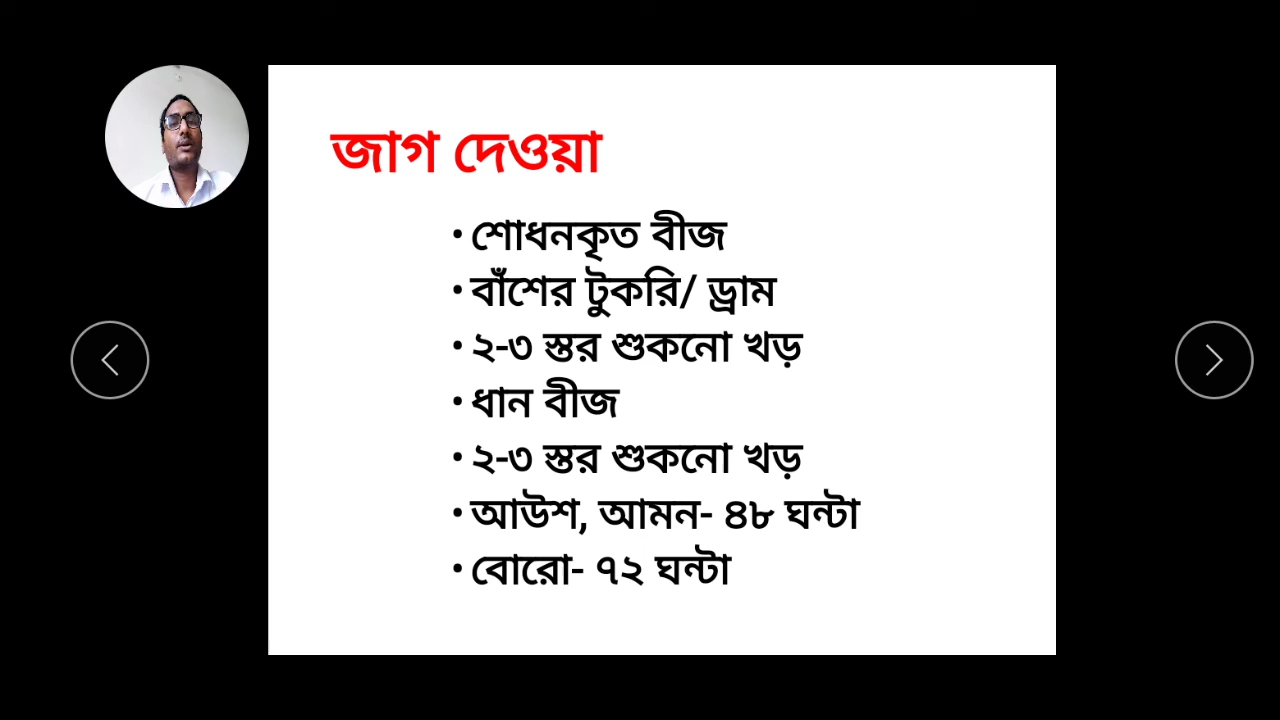 জাগ দেওয়া
• শোধনকৃত বীজ
• বাঁশের টুকরি/ ড্রাম
• ২-৩ স্তর শুকনো খড়
• ধান বীজ
• ২-৩ স্তর শুকনো খড়
• আউশ, আমন- ৪৮ ঘন্টা
• বোরো- ৭২ ঘন্টা